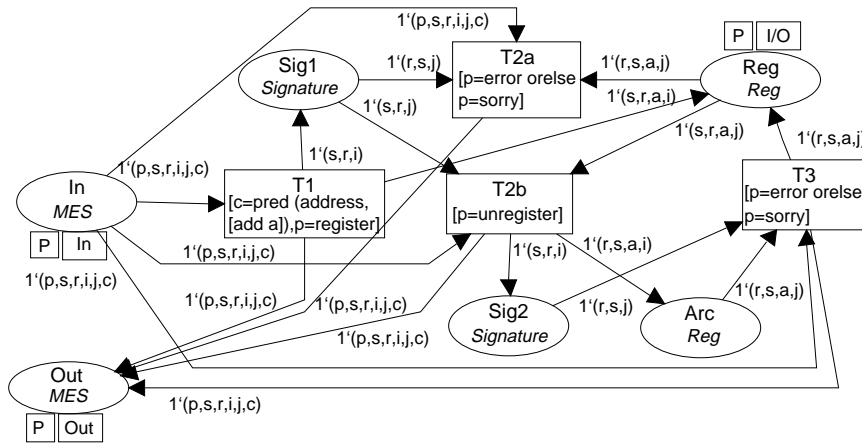 1‘(p,s,r,i,j,c)
P
I/O
T2a
[p=error orelse
p=sorry]
Sig1
Signature
1‘(r,s,j)
1‘(r,s,a,j)
Reg
Reg
1‘(s,r,j)
1‘(s,r,a,i)
1‘(s,r,a,j)
1‘(r,s,a,j)
1‘(s,r,i)
1‘(p,s,r,i,j,c)
In
MES
P
In
T1
[c=pred (address,
[add a]),p=register]
T2b
[p=unregister]
T3
[p=error orelse
p=sorry]
1‘(p,s,r,i,j,c)
1‘(s,r,i)
1‘(r,s,a,i)
1‘(p,s,r,i,j,c)
1‘(p,s,r,i,j,c)
1‘(p,s,r,i,j,c)
1‘(p,s,r,i,j,c)
1‘(r,s,j)
1‘(r,s,a,j)
Sig2
Signature
Arc
Reg
Out
MES
P
Out
1‘(p,s,r,i,j,c)